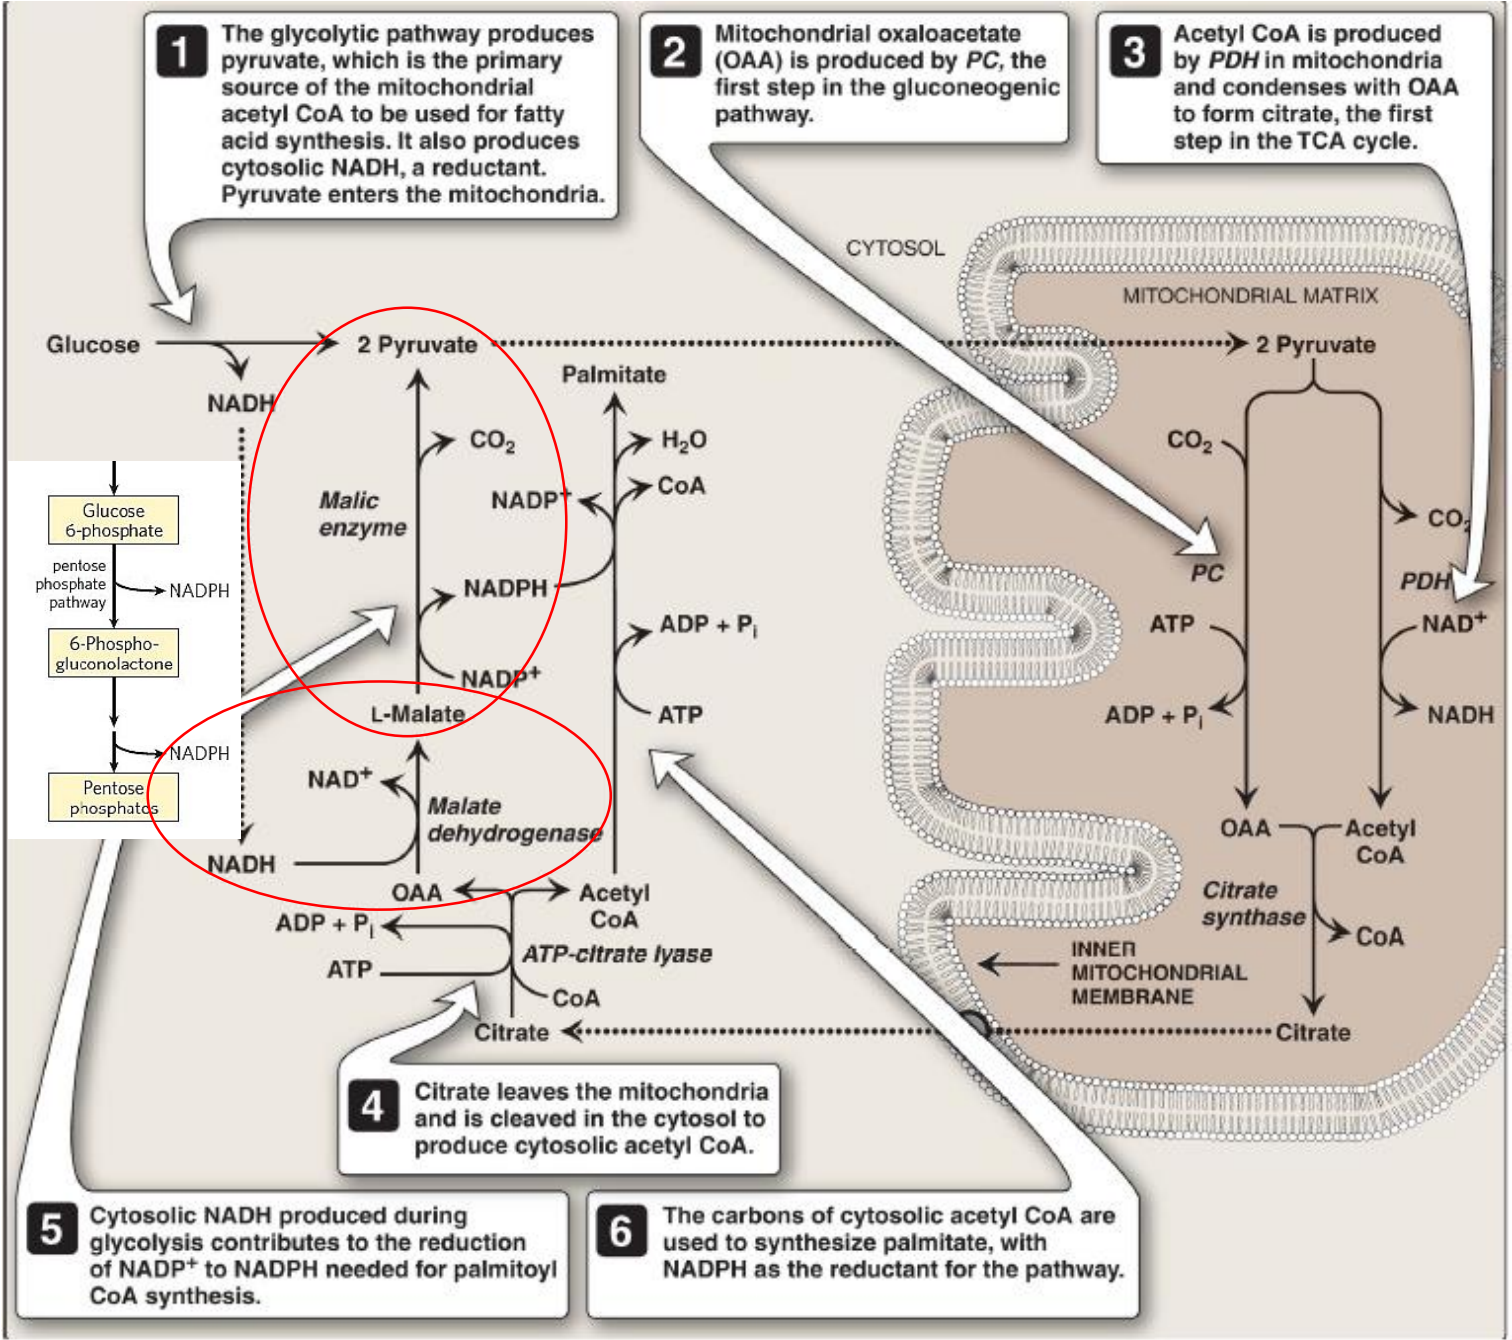 1
The glycolytic pathway produces
pyruvate, which is the primary
source of the mitochondrial
acetyl CoA to be used for fatty
acid synthesis. It also produces
cytosolic NADH, a reductant.
Pyruvate enters the mitochondria.
2
Mitochondrial oxaloacetate
(OAA) is produced by PC, the
first step in the gluconeogenic
pathway.
3
Acetyl CoA is produced
by PDH in mitochondria
and condenses with OAA
to form citrate, the first
step in the TCA cycle.
CYTOSOL
MITOCHONDRIAL MATRIX
Glucose
2 Pyruvate
2 Pyruvate
NADH
Palmitate
CO2
H2O
NADP+
CoA
Malic
enzyme
NADPH
ADP + Pi
NADP+
L-Malate
ATP
NAD+
Malate
dehydrogenase
NADH
OAA
Acetyl
CoA
ADP + Pi
ATP-citrate lyase
ATP
CoA
Citrate
Glucose
6-phosphate
pentose
phosphate
pathway
NADPH
6-Phospho-
gluconolactone
NADPH
Pentose
phosphates
CO2
CO2
PC
PDH
ATP
NAD+
ADP + Pi
NADH
OAA
Acetyl
CoA
Citrate
synthase
CoA
INNER
MITOCHONDRIAL
MEMBRANE
Citrate
4
Citrate leaves the mitochondria
and is cleaved in the cytosol to
produce cytosolic acetyl CoA.
5
Cytosolic NADH produced during
glycolysis contributes to the reduction
of NADP+ to NADPH needed for palmitoyl
CoA synthesis.
6
The carbons of cytosolic acetyl CoA are
used to synthesize palmitate, with
NADPH as the reductant for the pathway.